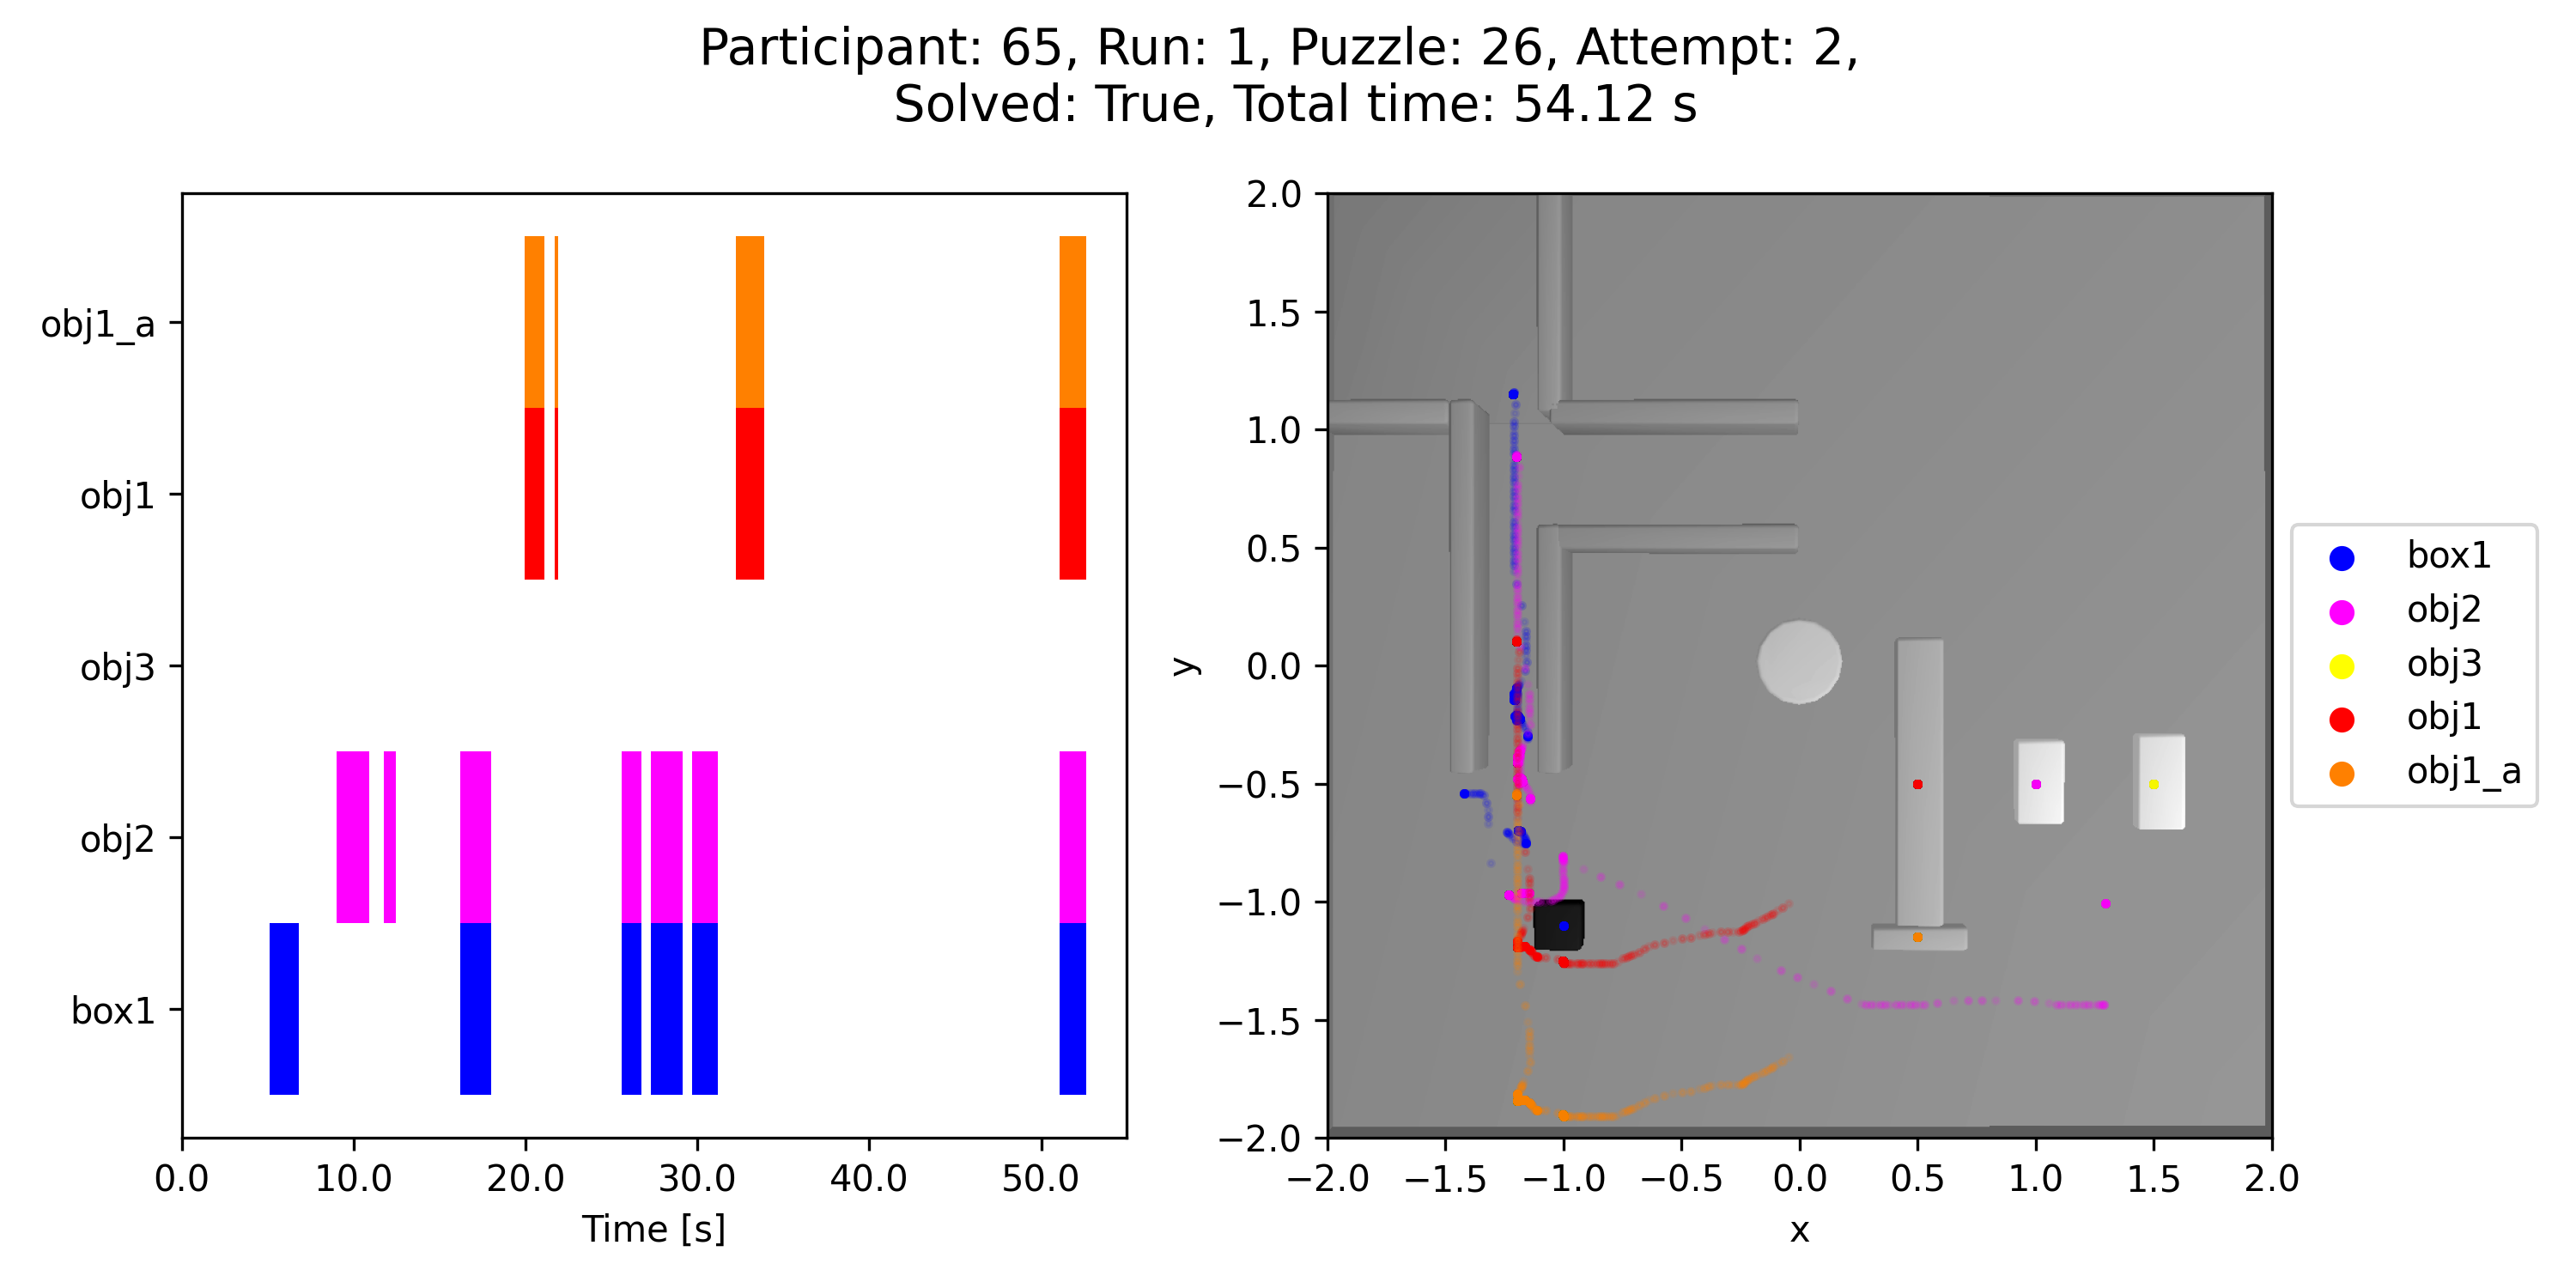 Participant: 65, Run: 1, Puzzle: 26, Attempt: 2,
Solved: True, Total time: 54.12 s
obj1_a
obj1
obj3
obj2
box1
0.0 10.0 20.0 30.0 40.0 50.0
Time [s]
2.0
1.5
1.0
0.5
0.0
−0.5
−1.0
−1.5
−2.0
y
−2.0 −1.5 −1.0 −0.5 0.0 0.5 1.0 1.5 2.0
x
box1
obj2
obj3
obj1
obj1_a